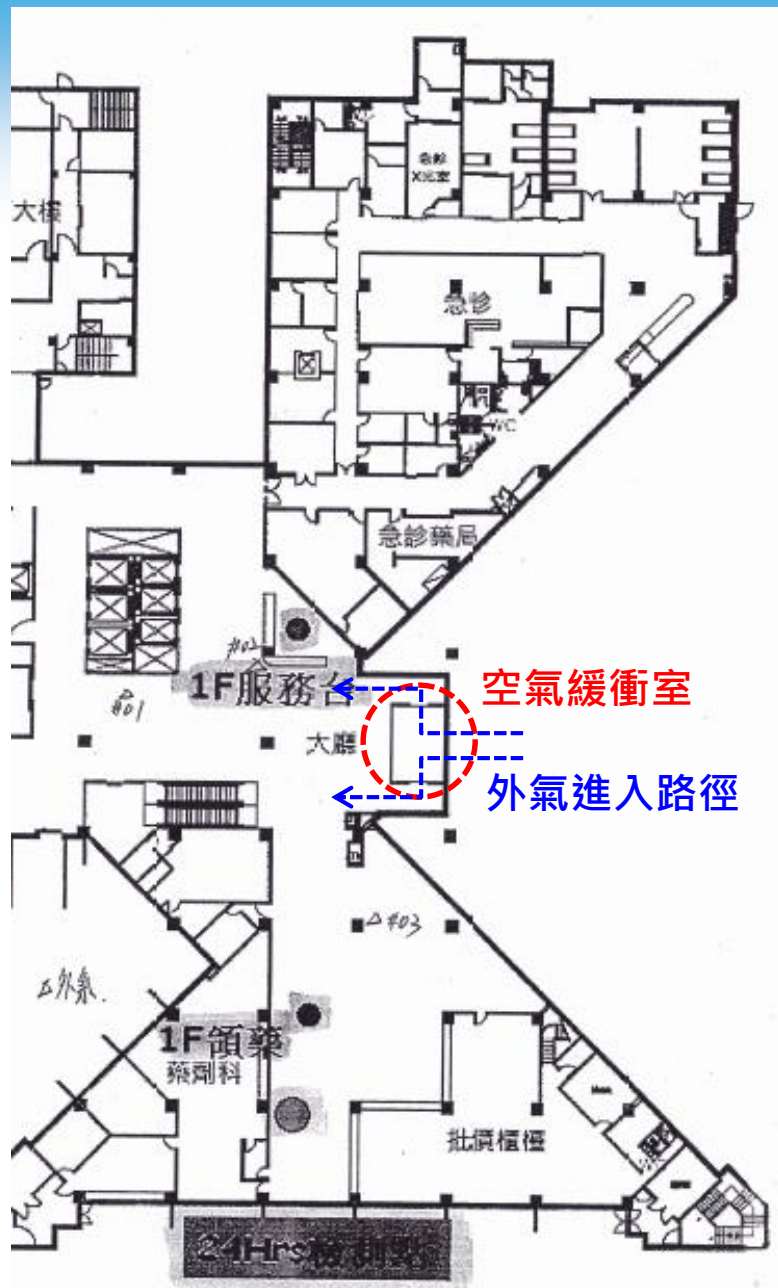 大樓
急診
X光室
急診
WC
急診藥局
#02
1F服務台
空氣緩衝室
#01
大廳
外氣進入路徑
△#03
△外氣
1F領藥
藥劑科
批價櫃檯
24Hrs